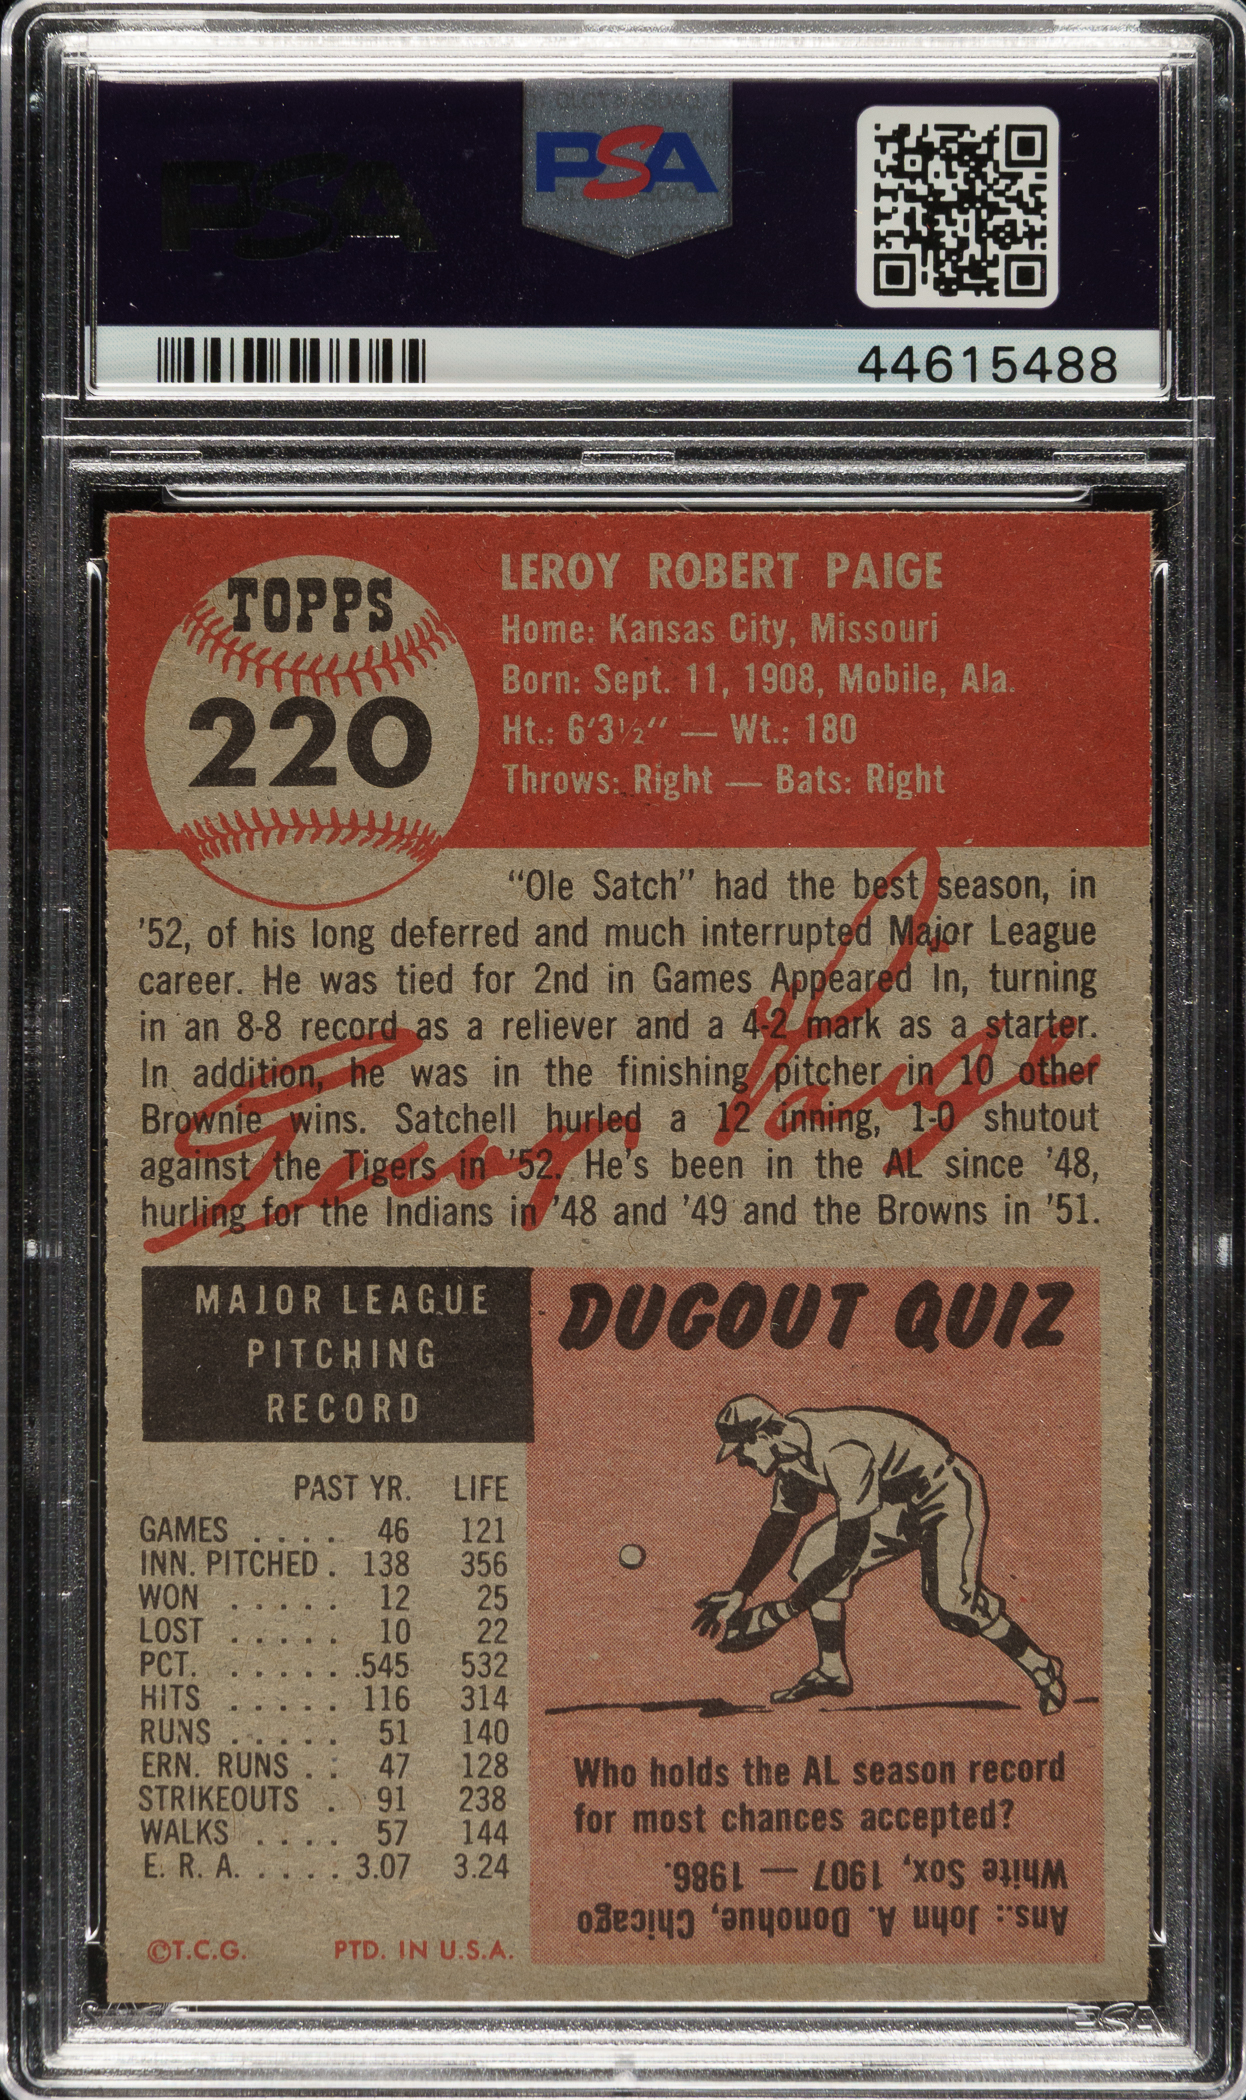 PSA
PSA
44615488
TOPPS
220
LEROY ROBERT PAIGE
Home: Kansas City, Missouri
Born: Sept. 11, 1908, Mobile, Ala.
Ht.: 6'3½" — Wt.: 180
Throws: Right — Bats: Right
"Ole Satch" had the best season, in
'52, of his long deferred and much interrupted Major League
career. He was tied for 2nd in Games Appeared In, turning
in an 8-8 record as a reliever and a 4-2 mark as a starter.
In addition, he was in the finishing pitcher in 10 other
Brownie wins. Satchell hurled a 12 inning, 1-0 shutout
against the Tigers in '52. He's been in the AL since '48,
hurling for the Indians in '48 and '49 and the Browns in '51.
Leroy Paige
MAJOR LEAGUE
PITCHING
RECORD
PAST YR. LIFE
GAMES . . . . 46 121
INN. PITCHED . 138 356
WON . . . . . 12 25
LOST . . . . . 10 22
PCT. . . . . . . .545 532
HITS . . . . . 116 314
RUNS . . . . . 51 140
ERN. RUNS . . 47 128
STRIKEOUTS . 91 238
WALKS . . . . 57 144
E. R. A. . . . . . 3.07 3.24
©T.C.G. PTD. IN U.S.A.
DUGOUT QUIZ
Who holds the AL season record
for most chances accepted?
Ans.: John A. Donohue, Chicago
White Sox, 1907 — 1986.
PSA